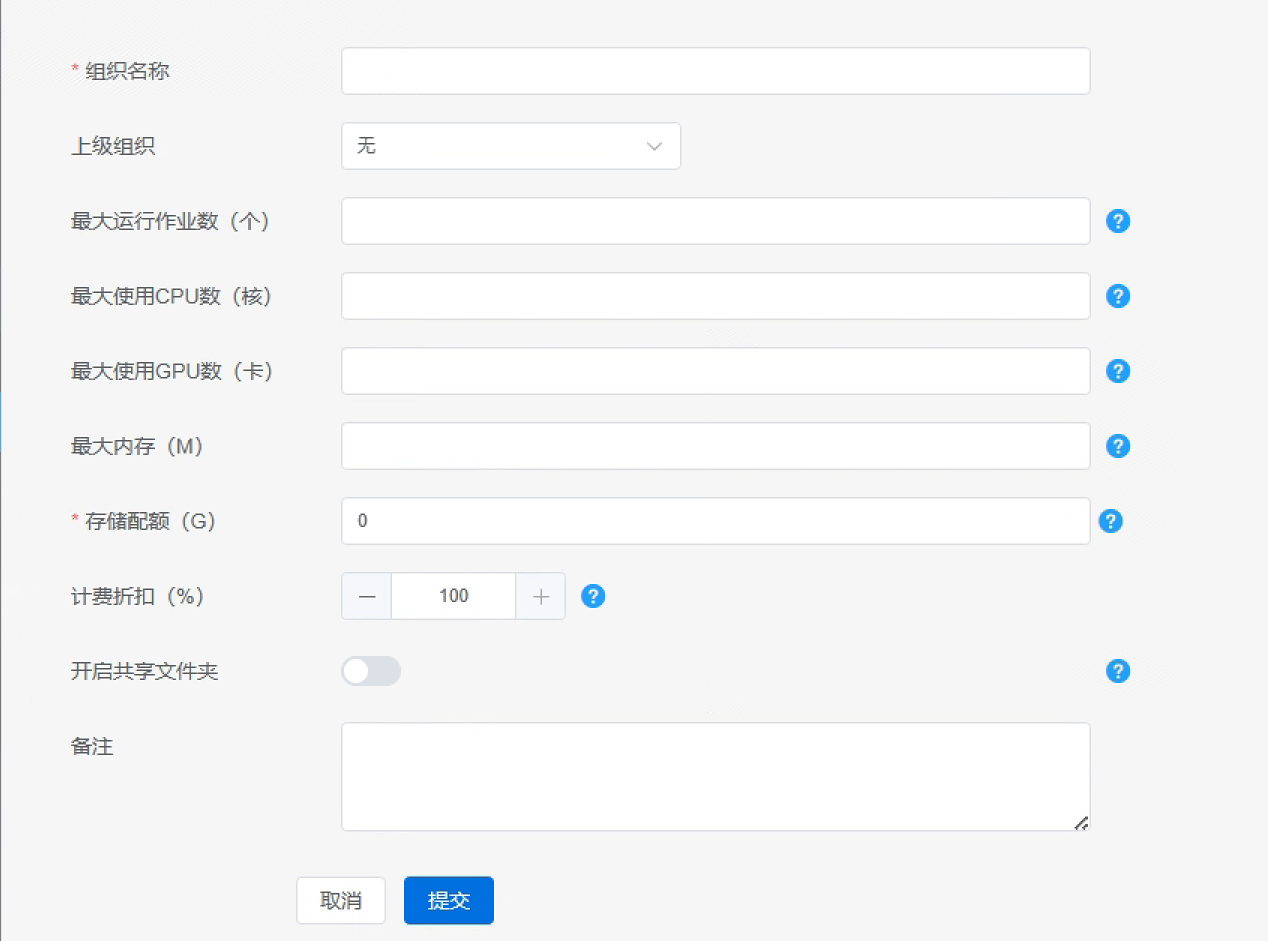 * 组织名称
上级组织 无
最大运行作业数（个） ?
最大使用CPU数（核） ?
最大使用GPU数（卡） ?
最大内存（M） ?
* 存储配额（G） 0 ?
计费折扣（%） — 100 + ?
开启共享文件夹 ?
备注
取消 提交